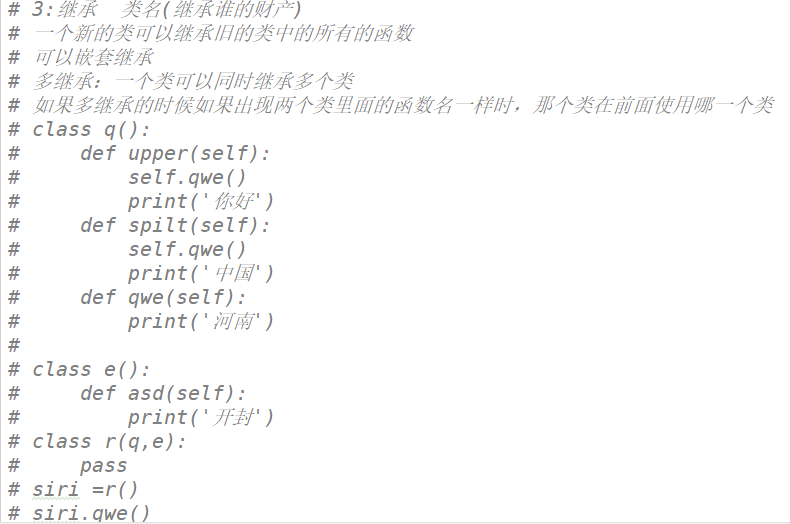 # 3:继承  类名(继承谁的财产)
# 一个新的类可以继承旧的类中的所有的函数
# 可以嵌套继承
# 多继承: 一个类可以同时继承多个类
# 如果多继承的时候如果出现两个类里面的函数名一样时，那个类在前面使用哪一个类
# class q():
#     def upper(self):
#         self.qwe()
#         print('你好')
#     def spilt(self):
#         self.qwe()
#         print('中国')
#     def qwe(self):
#         print('河南')
#
# class e():
#     def asd(self):
#         print('开封')
# class r(q,e):
#     pass
# siri =r()
# siri.qwe()